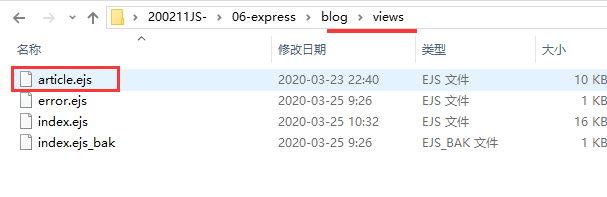 200211JS- › 06-express › blog › views
名称 修改日期 类型 大小
article.ejs 2020-03-23 22:40 EJS 文件 10 KB
error.ejs 2020-03-25 9:26 EJS 文件 1 KB
index.ejs 2020-03-25 10:32 EJS 文件 16 KB
index.ejs_bak 2020-03-25 9:26 EJS_BAK 文件 1 KB